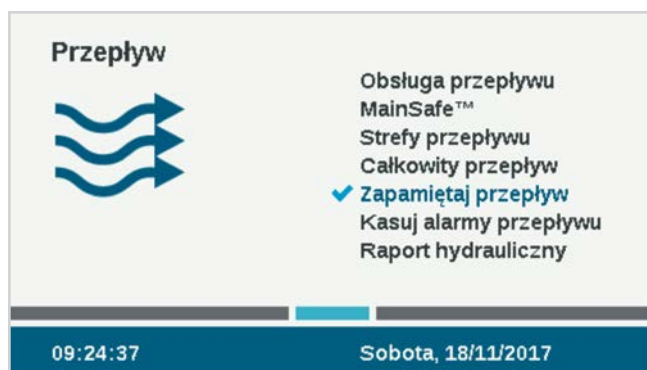 Przepływ
Obsługa przepływu
MainSafe™
Strefy przepływu
Całkowity przepływ
Zapamiętaj przepływ
Kasuj alarmy przepływu
Raport hydrauliczny
09:24:37
Sobota, 18/11/2017